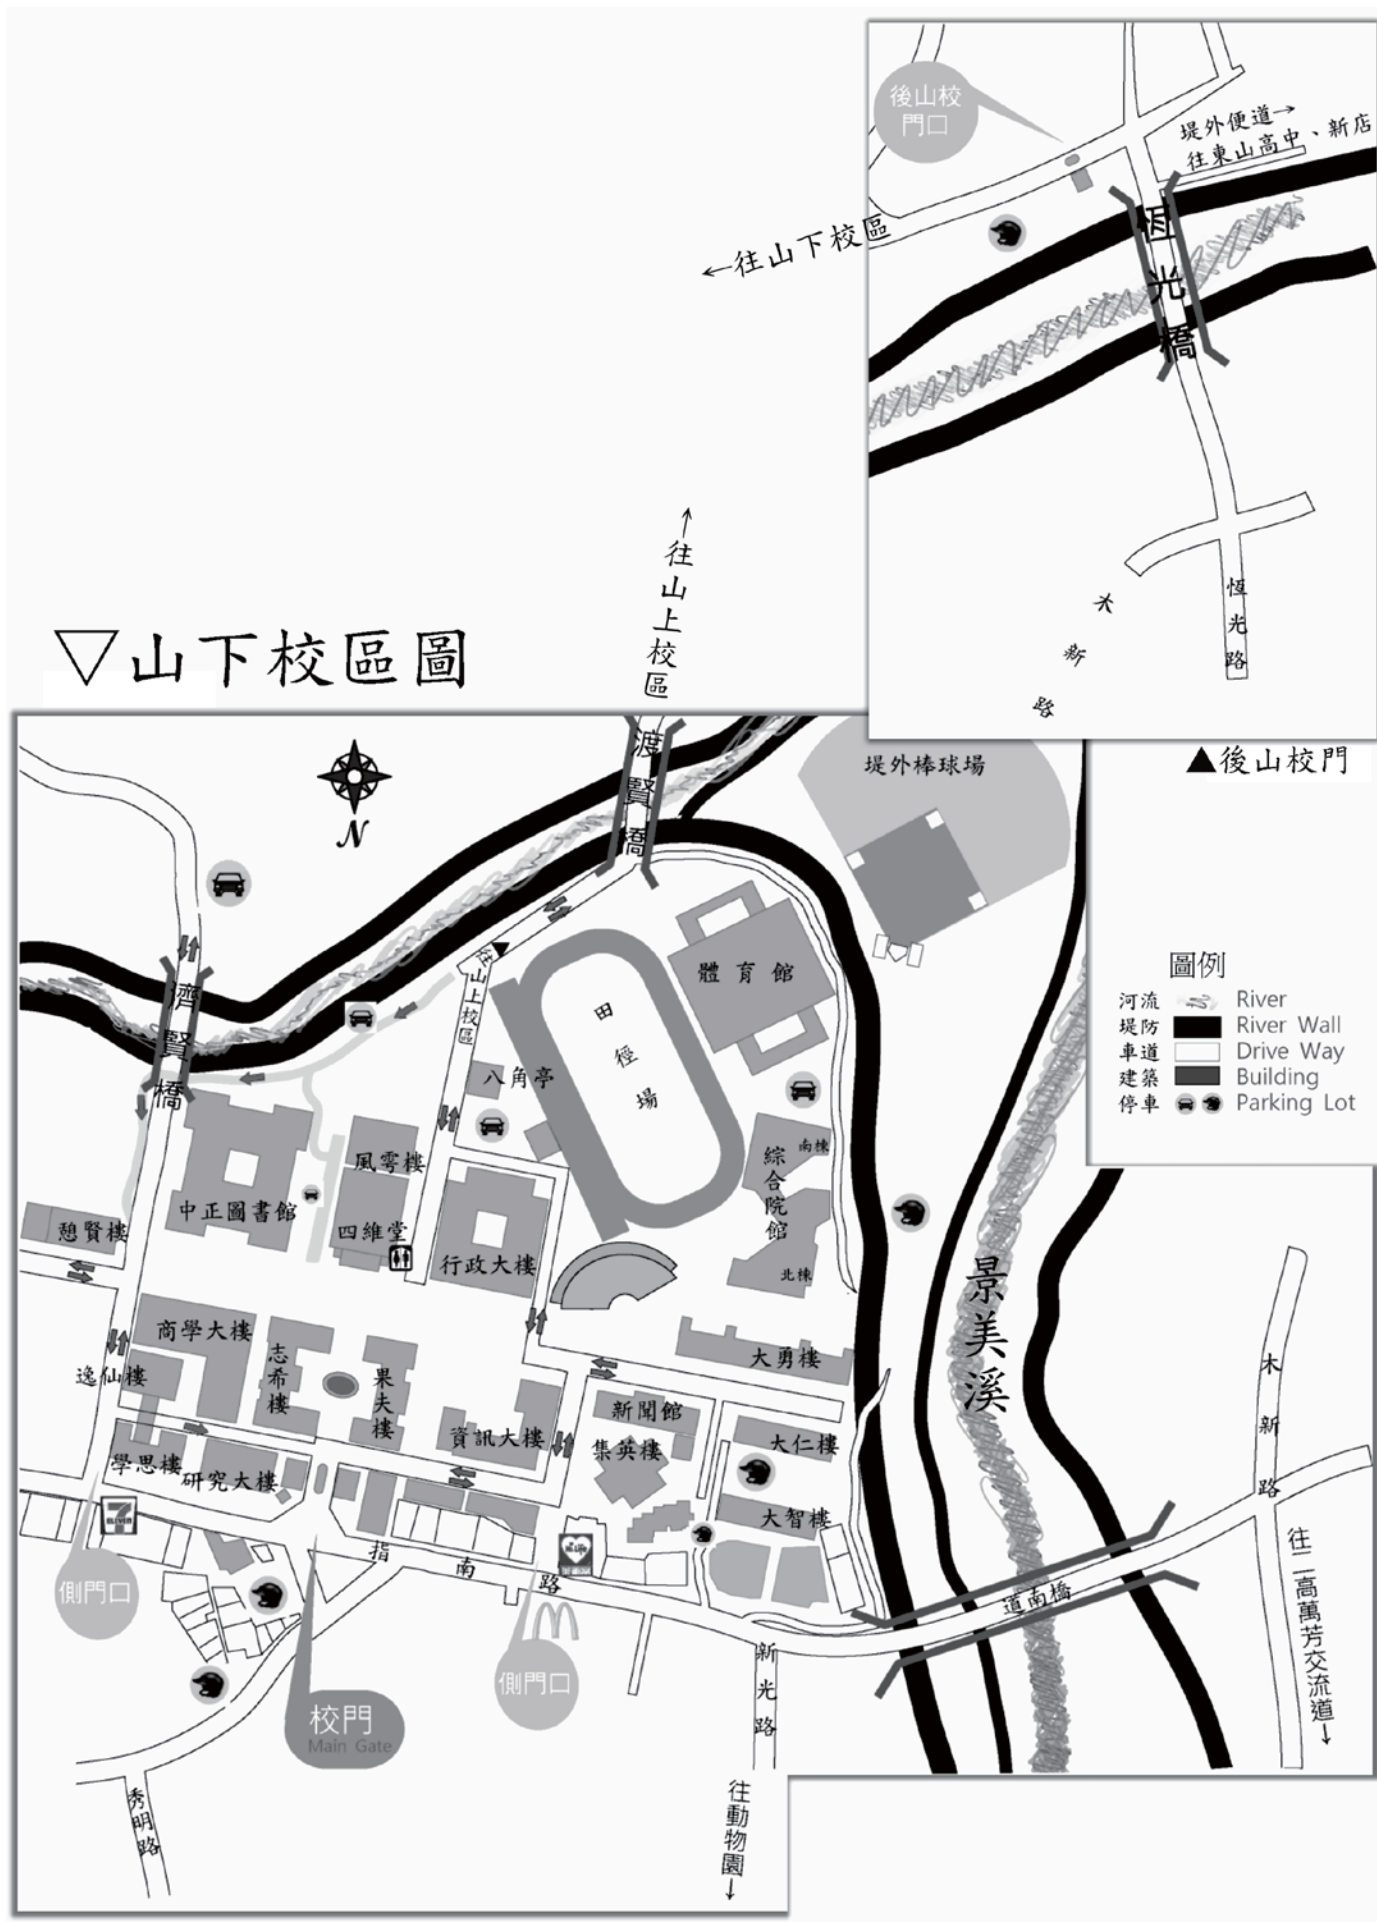 後山校
門口
堤外便道→
往東山高中、新店
←往山下校區
恆光橋
恆光路
木新路
←往山上校區
▽山下校區圖
渡賢橋
堤外棒球場
▲後山校門
N
濟賢橋
往山上校區
體育館
田徑場
八角亭
圖例
河流 River
堤防 River Wall
車道 Drive Way
建築 Building
停車 Parking Lot
風雩樓
中正圖書館
四維堂
憩賢樓
行政大樓
綜合院館
南棟
北棟
景美溪
商學大樓
志希樓
果夫樓
逸仙樓
大勇樓
新聞館
資訊大樓
集英樓
大仁樓
學思樓
研究大樓
大智樓
木新路
7
ELEVEN
Hi-Life
指南路
側門口
側門口
校門
Main Gate
道南橋
新光路
秀明路
往動物園→
往二高萬芳交流道→